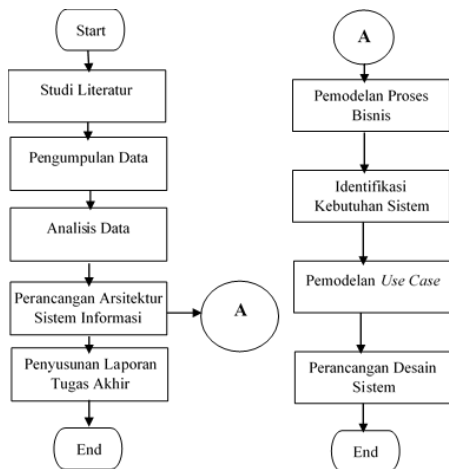 Start
Studi Literatur
Pengumpulan Data
Analisis Data
Perancangan Arsitektur
Sistem Informasi
A
Penyusunan Laporan
Tugas Akhir
End
A
Pemodelan Proses
Bisnis
Identifikasi
Kebutuhan Sistem
Pemodelan Use Case
Perancangan Desain
Sistem
End